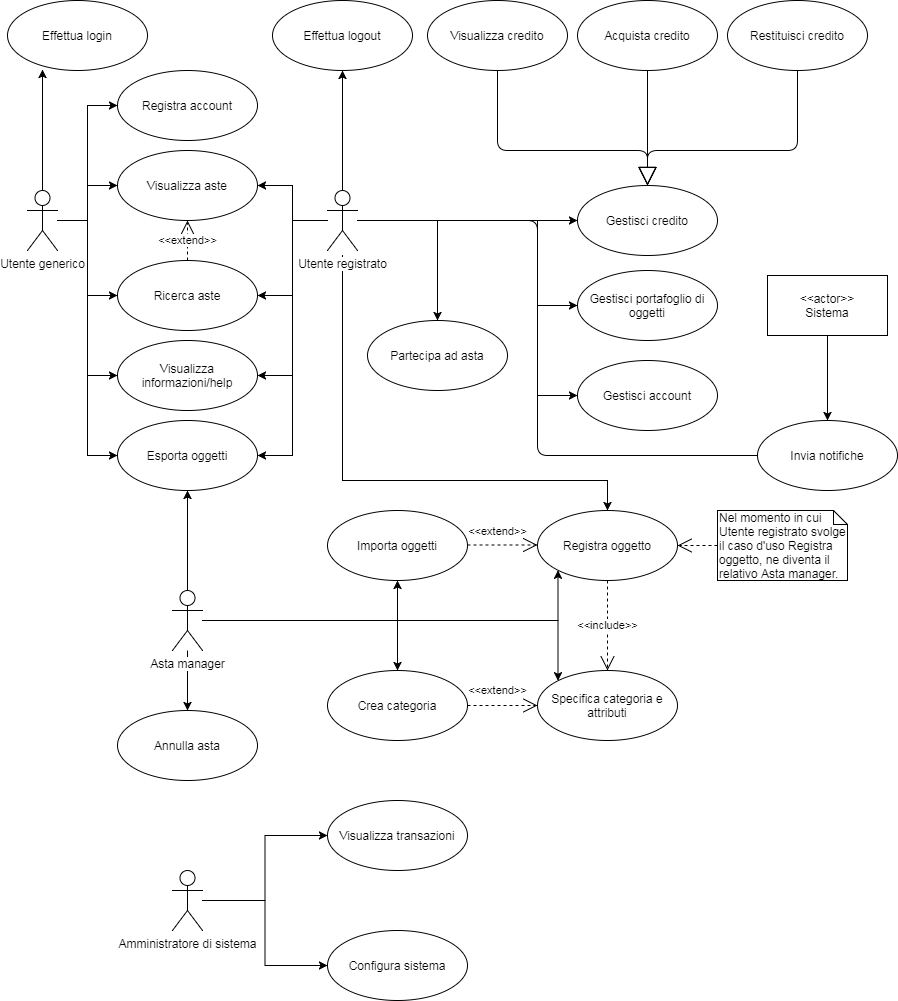 Effettua login
Effettua logout
Visualizza credito
Acquista credito
Restituisci credito
Registra account
Visualizza aste
<<extend>>
Utente generico
Utente registrato
Gestisci credito
Ricerca aste
Gestisci portafoglio di
oggetti
<<actor>>
Sistema
Partecipa ad asta
Visualizza
informazioni/help
Gestisci account
Esporta oggetti
Invia notifiche
Importa oggetti
<<extend>>
Registra oggetto
Nel momento in cui
Utente registrato svolge
il caso d'uso Registra
oggetto, ne diventa il
relativo Asta manager.
<<include>>
Asta manager
Crea categoria
<<extend>>
Specifica categoria e
attributi
Annulla asta
Visualizza transazioni
Amministratore di sistema
Configura sistema